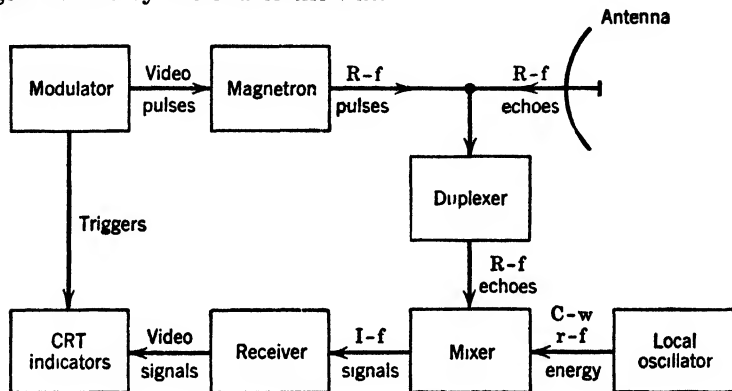 Antenna
Modulator
Video
pulses
Magnetron
R-f
pulses
R-f
echoes
Duplexer
Triggers
R-f
echoes
CRT
indicators
Video
signals
Receiver
I-f
signals
Mixer
C-w
r-f
energy
Local
oscillator